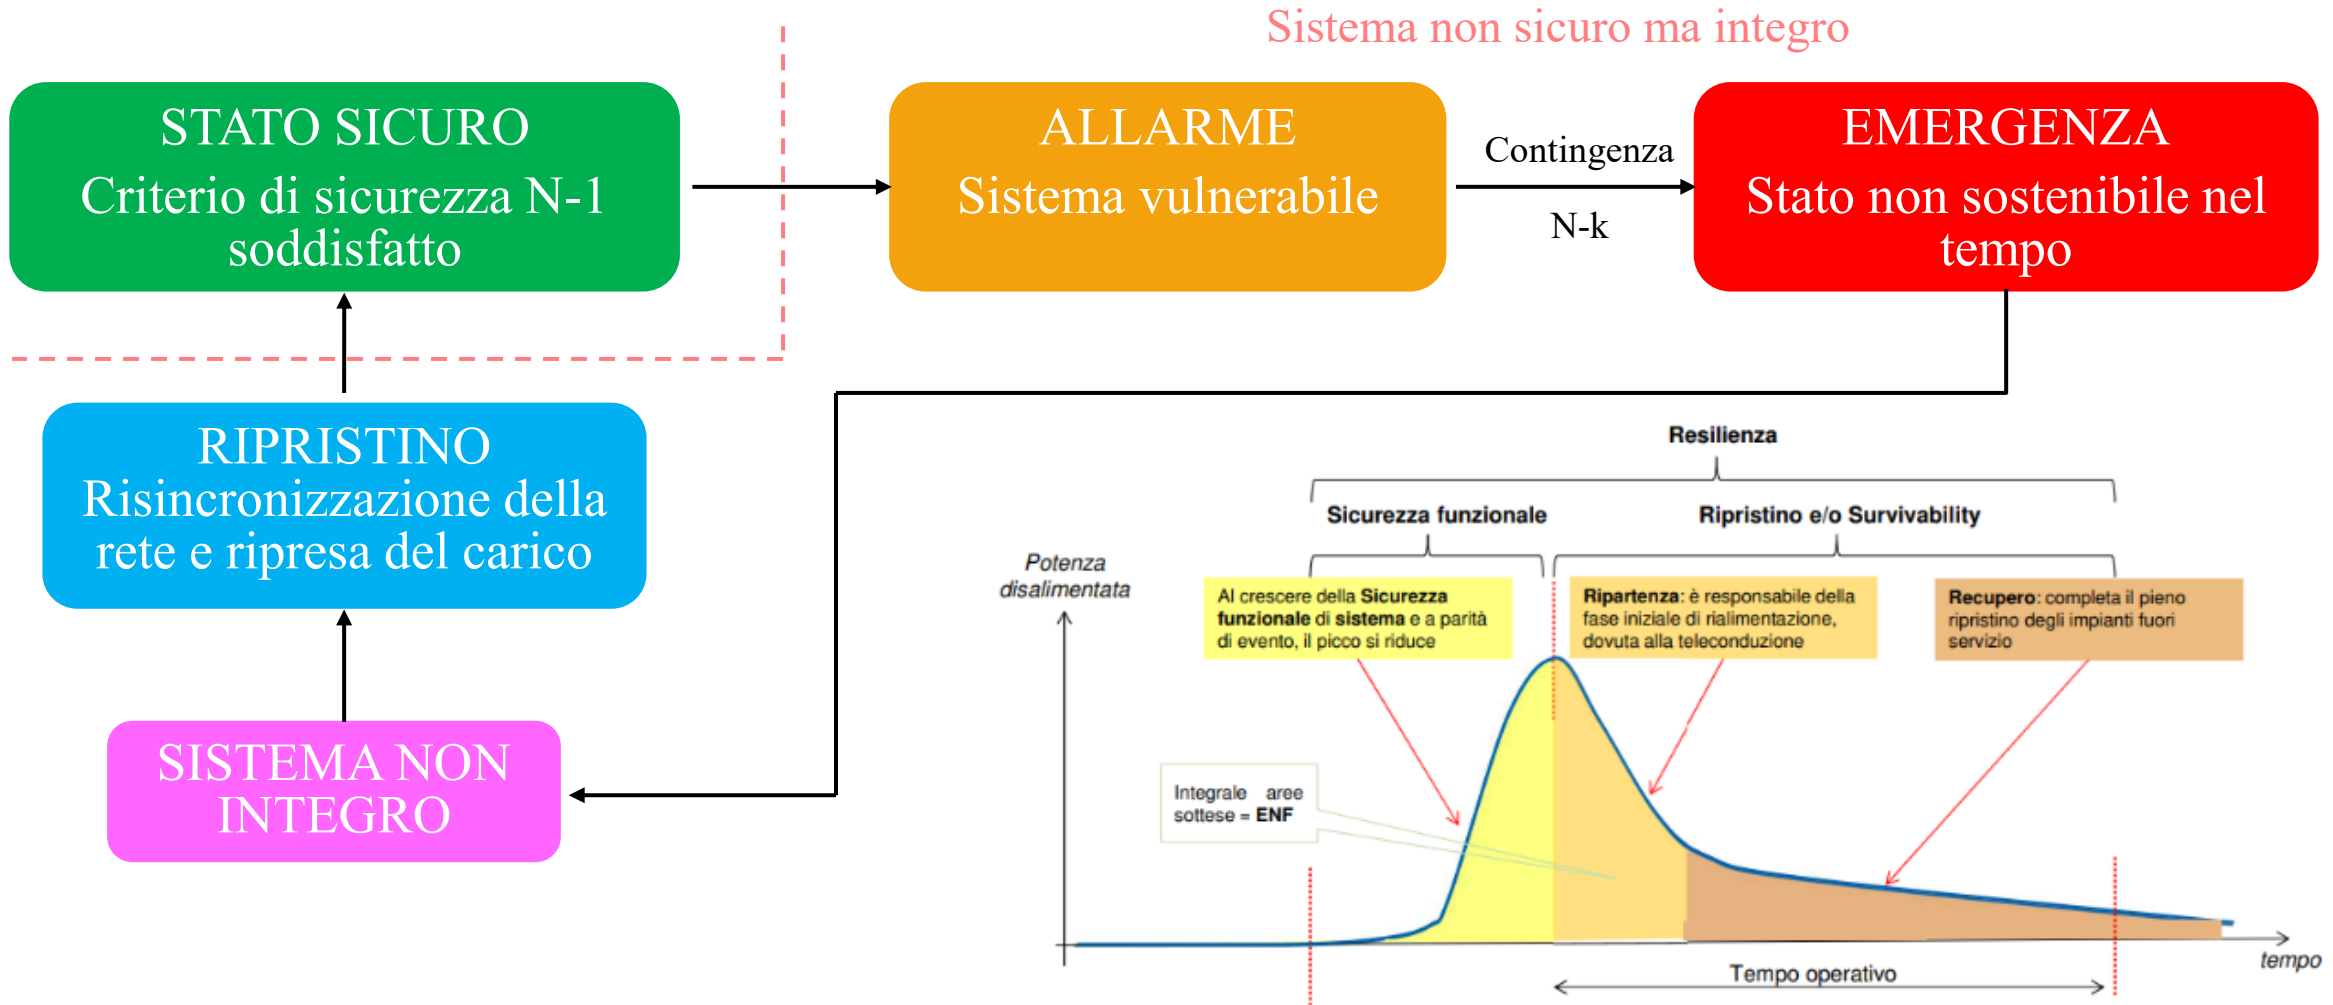 Sistema non sicuro ma integro
STATO SICURO
Criterio di sicurezza N-1
soddisfatto
ALLARME
Sistema vulnerabile
Contingenza
N-k
EMERGENZA
Stato non sostenibile nel
tempo
RIPRISTINO
Risincronizzazione della
rete e ripresa del carico
SISTEMA NON
INTEGRO
Resilienza
Sicurezza funzionale
Ripristino e/o Survivability
Potenza
disalimentata
Al crescere della Sicurezza
funzionale di sistema e a parità
di evento, il picco si riduce
Ripartenza: è responsabile della
fase iniziale di rialimentazione,
dovuta alla teleconduzione
Recupero: completa il pieno
ripristino degli impianti fuori
servizio
Integrale aree
sottese = ENF
tempo
Tempo operativo